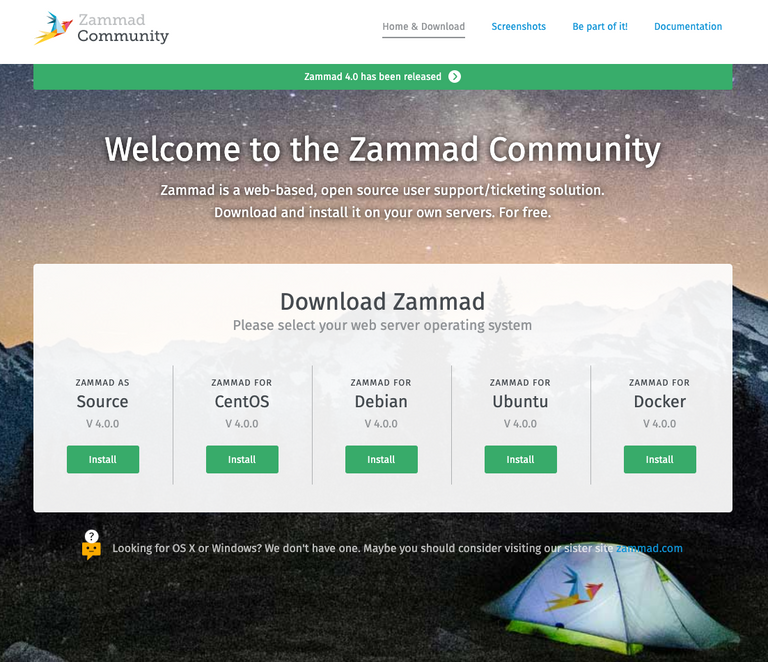 Zammad
Community
Home & Download
Screenshots
Be part of it!
Documentation
Zammad 4.0 has been released
Welcome to the Zammad Community
Zammad is a web-based, open source user support/ticketing solution.
Download and install it on your own servers. For free.
Download Zammad
Please select your web server operating system
ZAMMAD AS
Source
V 4.0.0
Install
ZAMMAD FOR
CentOS
V 4.0.0
Install
ZAMMAD FOR
Debian
V 4.0.0
Install
ZAMMAD FOR
Ubuntu
V 4.0.0
Install
ZAMMAD FOR
Docker
V 4.0.0
Install
?
Looking for OS X or Windows? We don't have one. Maybe you should consider visiting our sister site zammad.com